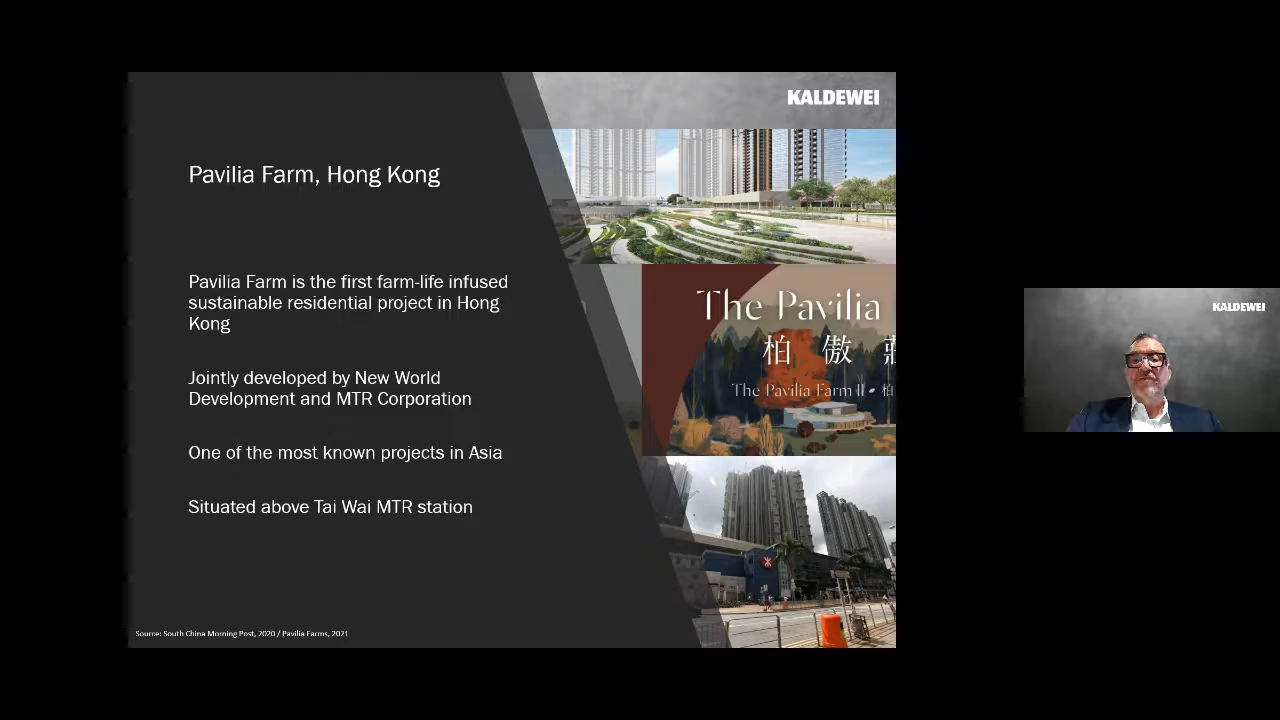 KALDEWEI
Pavilia Farm, Hong Kong
Pavilia Farm is the first farm-life infused
sustainable residential project in Hong
Kong
Jointly developed by New World
Development and MTR Corporation
One of the most known projects in Asia
Situated above Tai Wai MTR station
The Pavilia
柏傲
The Pavilia Farm II • 柏
Source: South China Morning Post, 2020 / Pavilia Farms, 2021
KALDEWEI